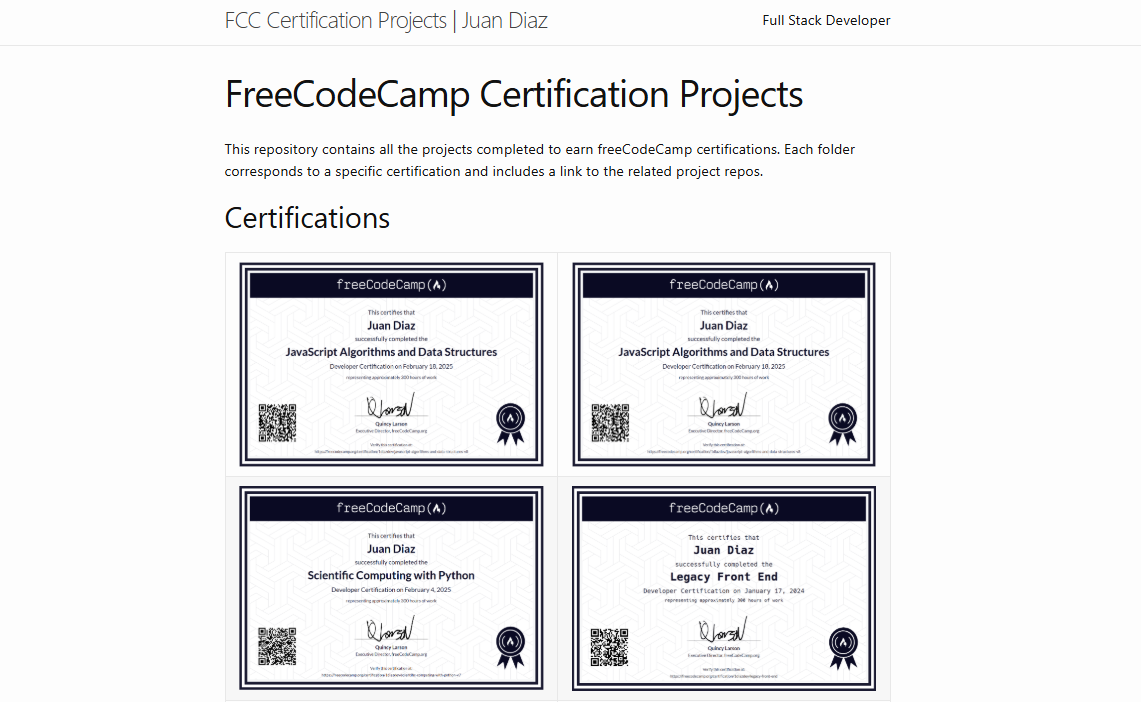 FCC Certification Projects | Juan Diaz
Full Stack Developer
FreeCodeCamp Certification Projects
This repository contains all the projects completed to earn freeCodeCamp certifications. Each folder
corresponds to a specific certification and includes a link to the related project repos.
Certifications
freeCodeCamp(🔥)
This certifies that
Juan Diaz
successfully completed the
JavaScript Algorithms and Data Structures
Developer Certification on February 18, 2025
representing approximately 300 hours of work
Quincy Larson
Executive Director, freeCodeCamp.org
Verify this certification at:
freeCodeCamp(🔥)
This certifies that
Juan Diaz
successfully completed the
JavaScript Algorithms and Data Structures
Developer Certification on February 18, 2025
representing approximately 300 hours of work
Quincy Larson
Executive Director, freeCodeCamp.org
Verify this certification at:
freeCodeCamp(🔥)
This certifies that
Juan Diaz
successfully completed the
Scientific Computing with Python
Developer Certification on February 4, 2025
representing approximately 300 hours of work
Quincy Larson
Executive Director, freeCodeCamp.org
Verify this certification at:
freeCodeCamp(🔥)
This certifies that
Juan Diaz
successfully completed the
Legacy Front End
Developer Certification on January 17, 2024
representing approximately 300 hours of work
Quincy Larson
Executive Director, freeCodeCamp.org
Verify this certification at: